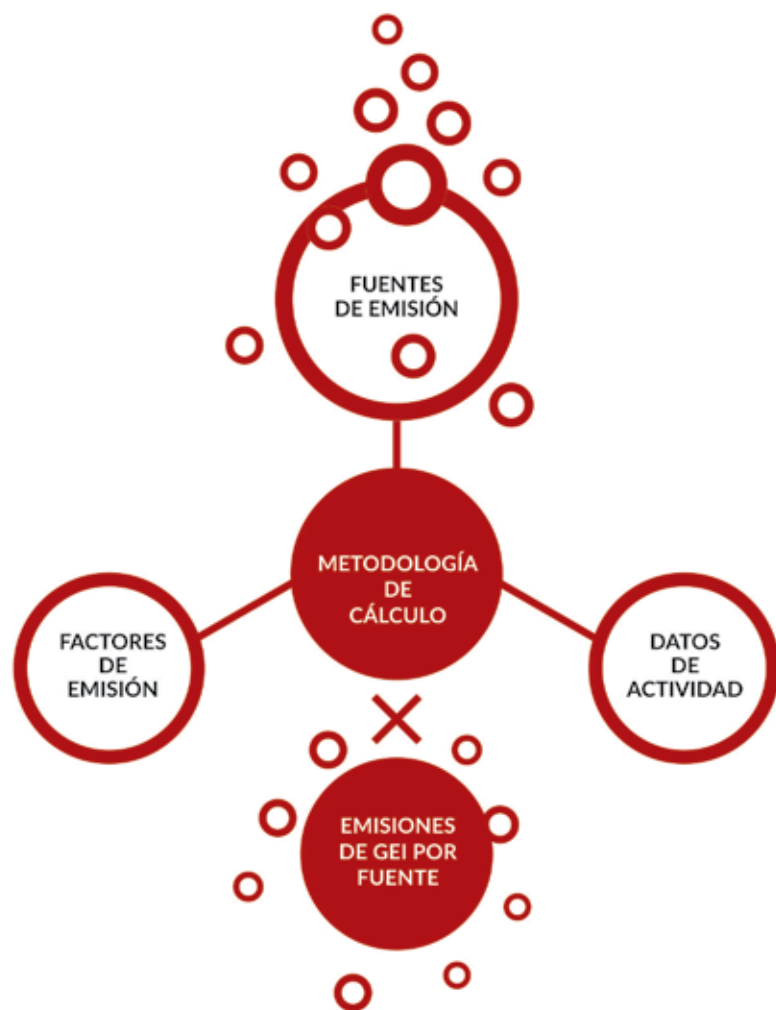 FUENTES
DE EMISIÓN
METODOLOGÍA
DE
CÁLCULO
FACTORES
DE
EMISIÓN
DATOS
DE
ACTIVIDAD
EMISIONES
DE GEI POR
FUENTE